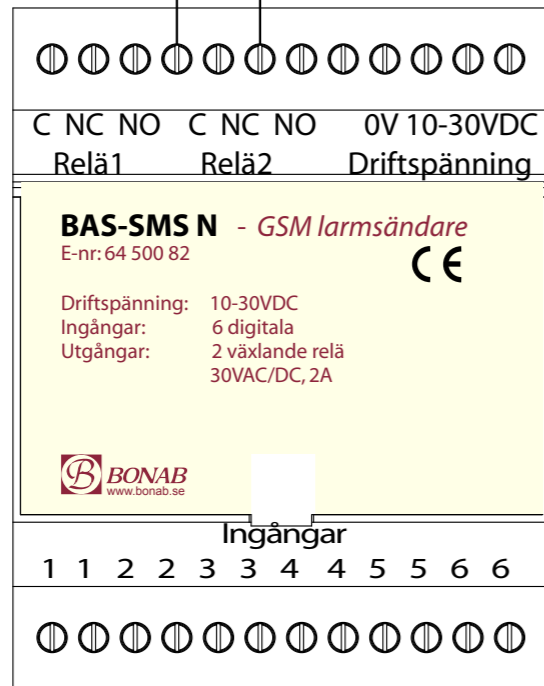 C NC NO C NC NO 0V 10-30VDC
Relä1 Relä2 Driftspänning
BAS-SMS N - GSM larmsändare
E-nr: 64 500 82
CE
Driftspänning: 10-30VDC
Ingångar: 6 digitala
Utgångar: 2 växlande relä
30VAC/DC, 2A
B BONAB
www.bonab.se
Ingångar
1 1 2 2 3 3 4 4 5 5 6 6